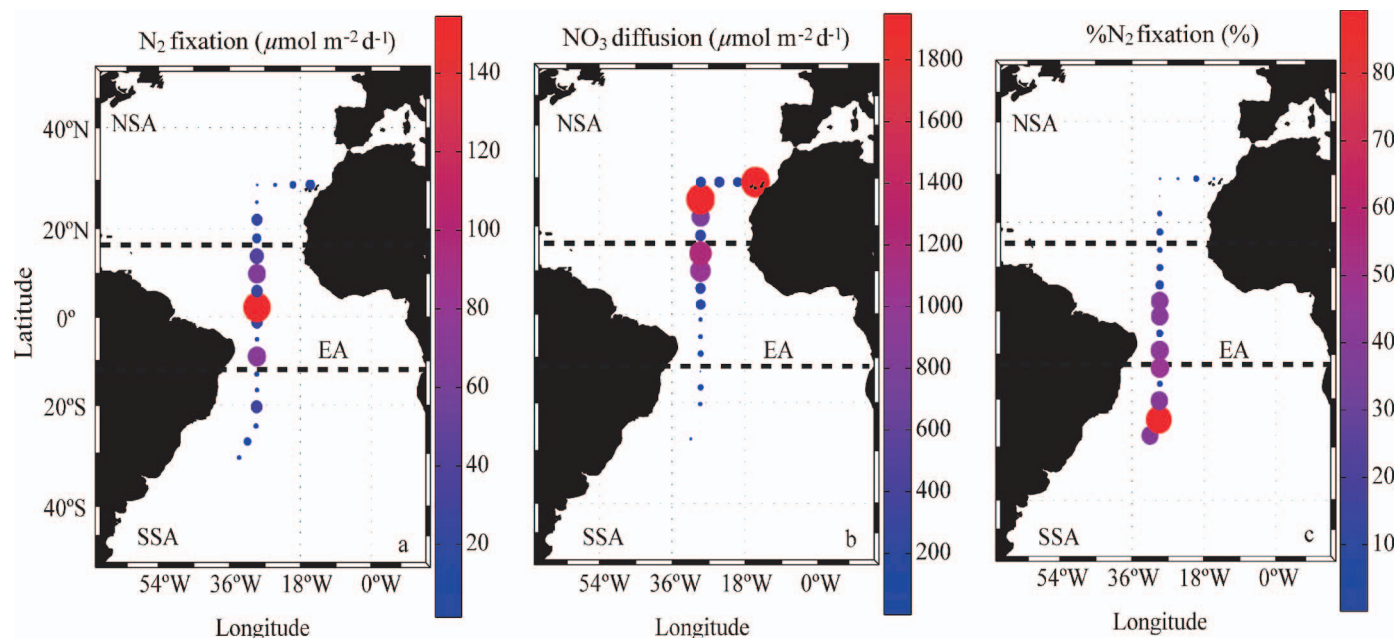 N₂ fixation (μmol m⁻² d⁻¹)
NO₃ diffusion (μmol m⁻² d⁻¹)
%N₂ fixation (%)
Latitude
40ºN
20ºN
0º
20ºS
40ºS
NSA
EA
SSA
a
54ºW 36ºW 18ºW 0ºW
Longitude
140
120
100
80
60
40
20
NSA
EA
SSA
b
54ºW 36ºW 18ºW 0ºW
Longitude
1800
1600
1400
1200
1000
800
600
400
200
NSA
EA
SSA
c
54ºW 36ºW 18ºW 0ºW
Longitude
80
70
60
50
40
30
20
10